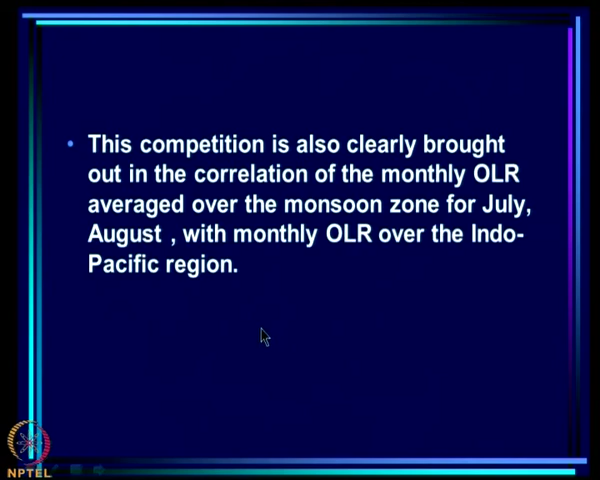 • This competition is also clearly brought
out in the correlation of the monthly OLR
averaged over the monsoon zone for July,
August , with monthly OLR over the Indo-
Pacific region.
NPTEL